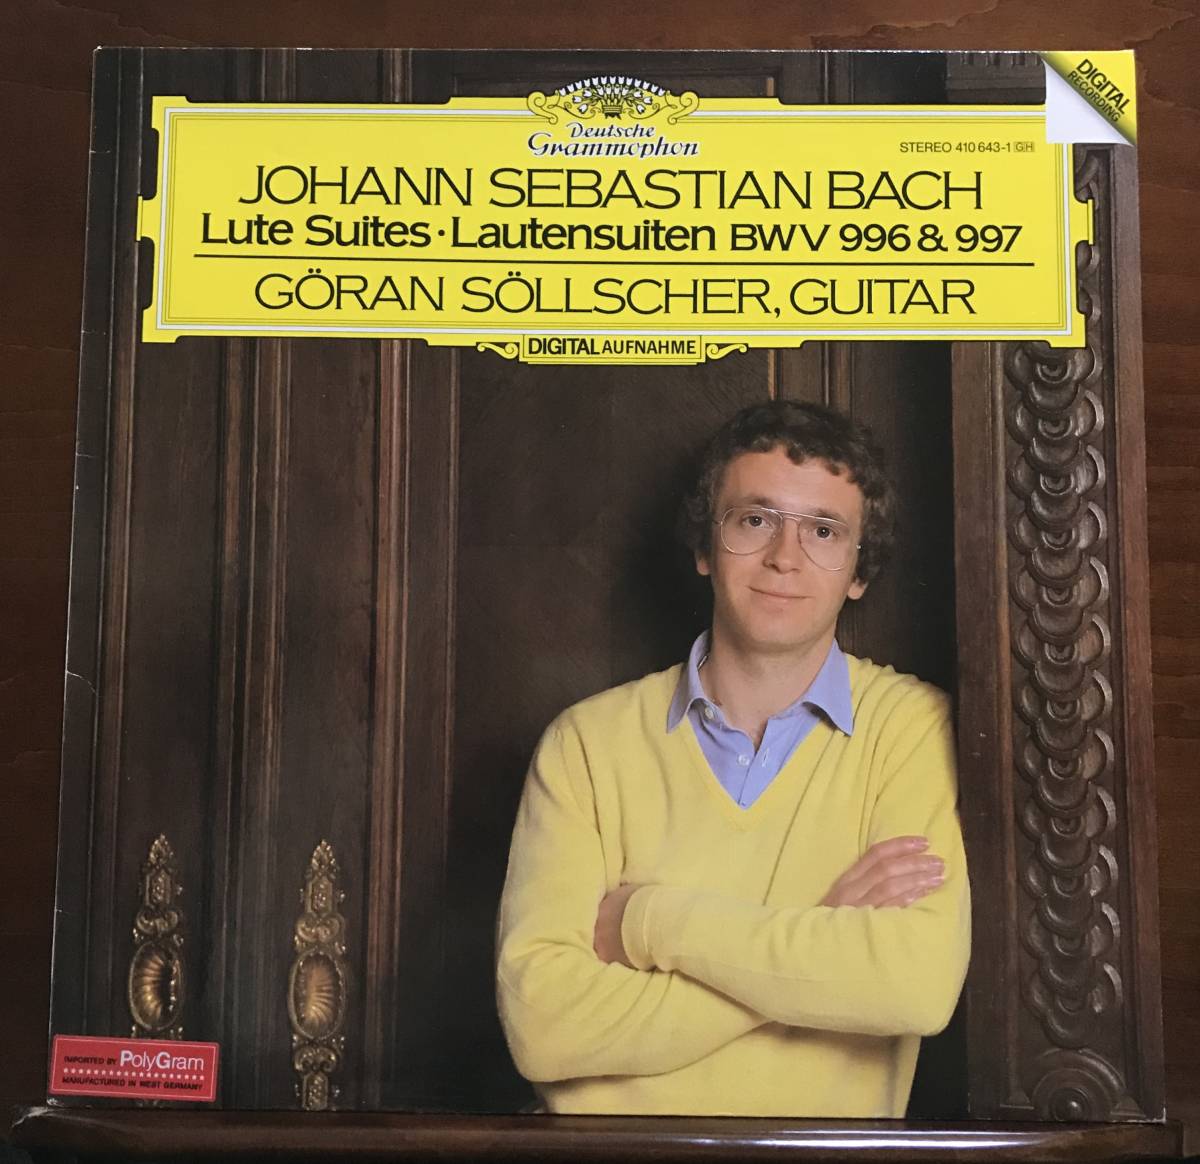 Deutsche
Grammophon
STEREO 410 643-1 GH
DIGITAL
RECORDING
JOHANN SEBASTIAN BACH
Lute Suites · Lautensuiten BWV 996 & 997
GÖRAN SÖLLSCHER, GUITAR
DIGITAL AUFNAHME
IMPORTED BY PolyGram
MANUFACTURED IN WEST GERMANY